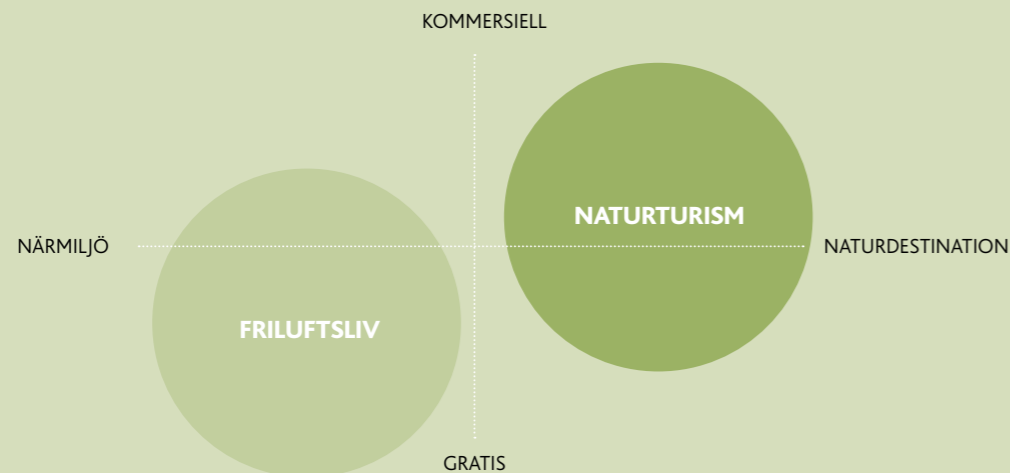 KOMMERSIELL
NATURTURISM
NÄRMILJÖ
NATURDESTINATION
FRILUFTSLIV
GRATIS